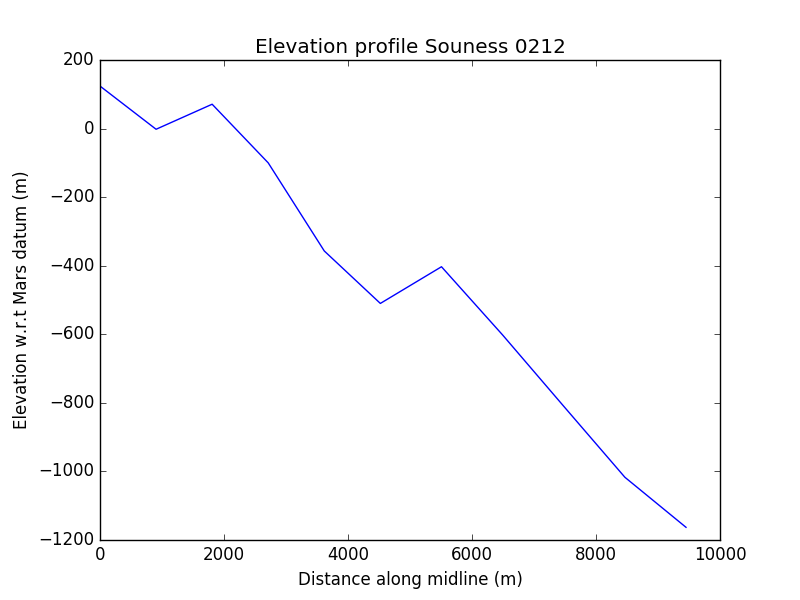 Elevation profile Souness 0212
200
0
−200
−400
−600
−800
−1000
−1200
Elevation w.r.t Mars datum (m)
0 2000 4000 6000 8000 10000
Distance along midline (m)